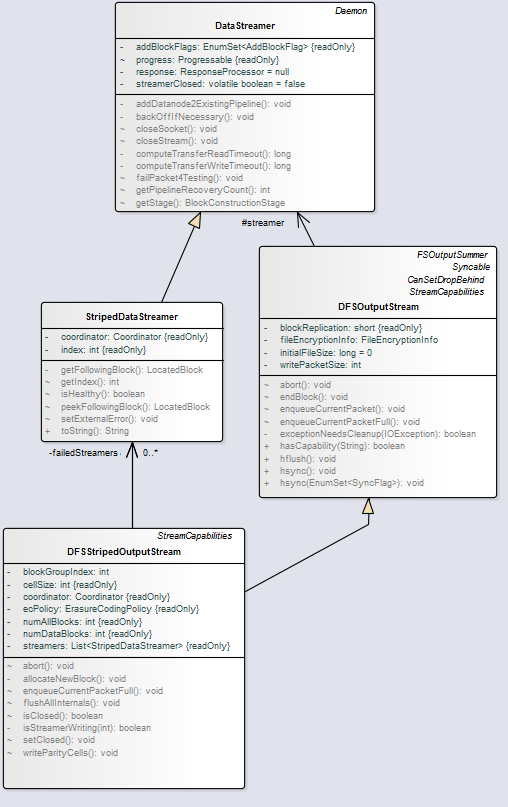 Daemon
DataStreamer
- addBlockFlags: EnumSet<AddBlockFlag> {readOnly}
~ progress: Progressable {readOnly}
- response: ResponseProcessor = null
- streamerClosed: volatile boolean = false
- addDatanode2ExistingPipeline(): void
- backOffIfNecessary(): void
~ closeSocket(): void
~ closeStream(): void
- computeTransferReadTimeout(): long
- computeTransferWriteTimeout(): long
~ failPacket4Testing(): void
~ getPipelineRecoveryCount(): int
~ getStage(): BlockConstructionStage
#streamer
FSOutputSummer
Syncable
CanSetDropBehind
StreamCapabilities
DFSOutputStream
- blockReplication: short {readOnly}
- fileEncryptionInfo: FileEncryptionInfo
- initialFileSize: long = 0
- writePacketSize: int
~ abort(): void
~ endBlock(): void
~ enqueueCurrentPacket(): void
~ enqueueCurrentPacketFull(): void
- exceptionNeedsCleanup(IOException): boolean
+ hasCapability(String): boolean
+ hflush(): void
+ hsync(): void
+ hsync(EnumSet<SyncFlag>): void
StripedDataStreamer
- coordinator: Coordinator {readOnly}
- index: int {readOnly}
- getFollowingBlock(): LocatedBlock
~ getIndex(): int
~ isHealthy(): boolean
~ peekFollowingBlock(): LocatedBlock
~ setExternalError(): void
+ toString(): String
-failedStreamers 0..*
StreamCapabilities
DFSStripedOutputStream
- blockGroupIndex: int
- cellSize: int {readOnly}
- coordinator: Coordinator {readOnly}
- ecPolicy: ErasureCodingPolicy {readOnly}
- numAllBlocks: int {readOnly}
- numDataBlocks: int {readOnly}
- streamers: List<StripedDataStreamer> {readOnly}
~ abort(): void
- allocateNewBlock(): void
~ enqueueCurrentPacketFull(): void
~ flushAllInternals(): void
~ isClosed(): boolean
- isStreamerWriting(int): boolean
~ setClosed(): void
~ writeParityCells(): void